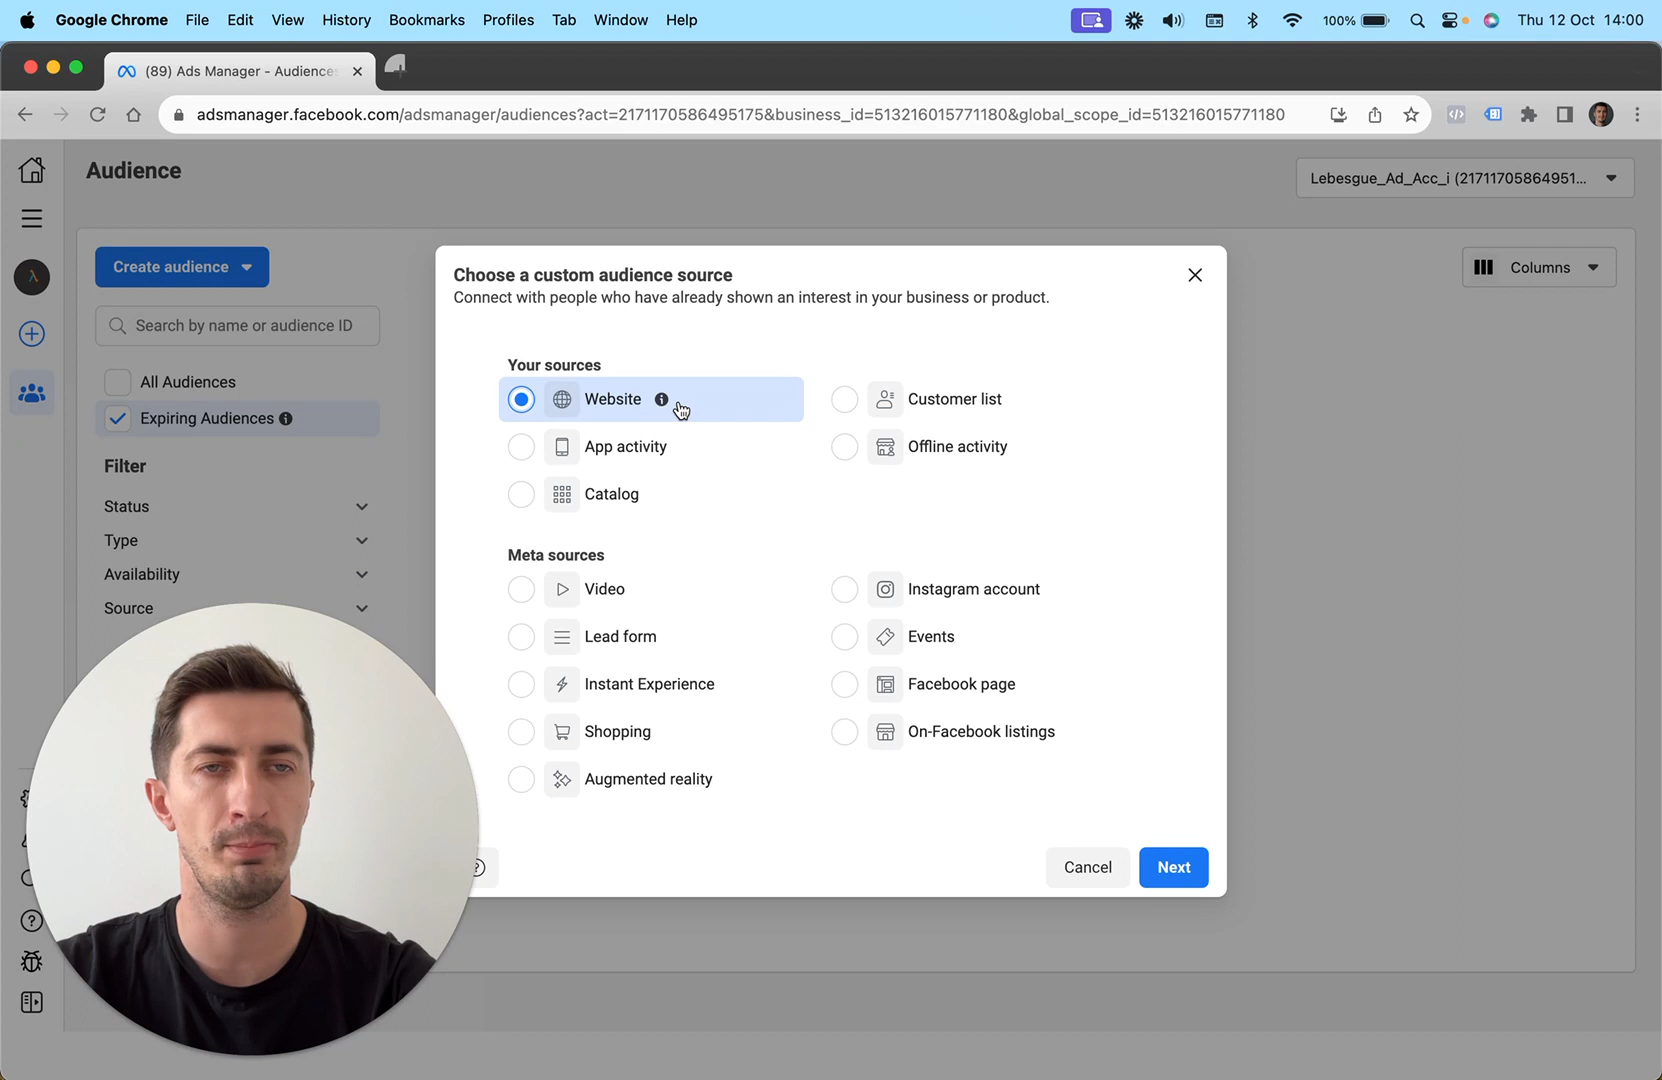 Google Chrome File Edit View History Bookmarks Profiles Tab Window Help 100% Thu 12 Oct 14:00
(89) Ads Manager - Audiences
adsmanager.facebook.com/adsmanager/audiences?act=2171170586495175&business_id=513216015771180&global_scope_id=513216015771180
Audience
Lebesgue_Ad_Acc_i (21711705864951...
Create audience
Columns
Search by name or audience ID
All Audiences
Expiring Audiences
Filter
Status
Type
Availability
Source
Choose a custom audience source
Connect with people who have already shown an interest in your business or product.
Your sources
Website
Customer list
App activity
Offline activity
Catalog
Meta sources
Video
Instagram account
Lead form
Events
Instant Experience
Facebook page
Shopping
On-Facebook listings
Augmented reality
Cancel
Next